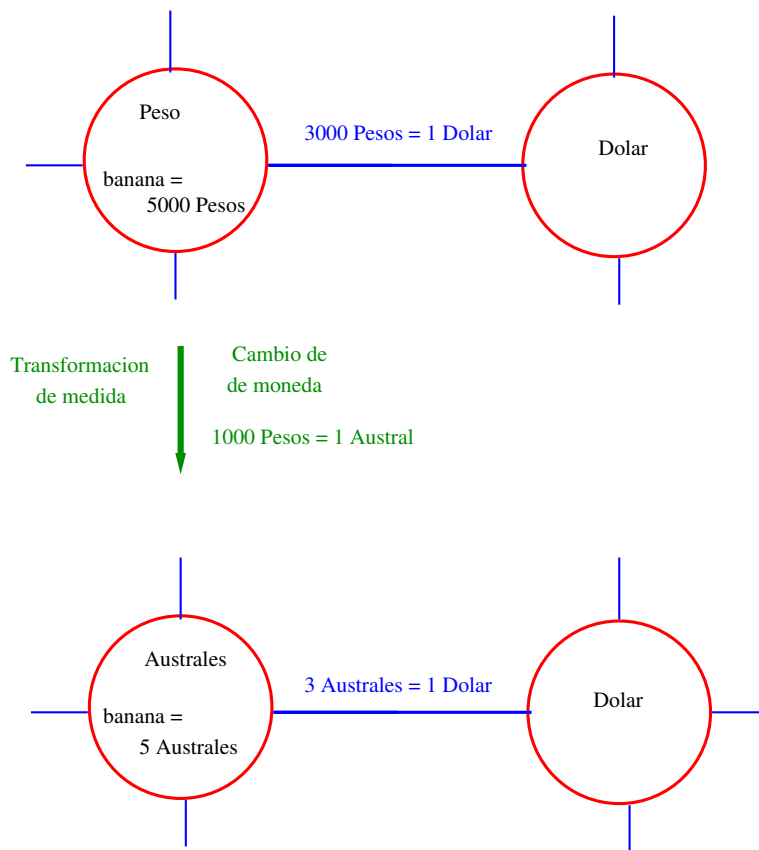 Peso
banana =
5000 Pesos
3000 Pesos = 1 Dolar
Dolar
Transformacion
de medida
Cambio de
de moneda
1000 Pesos = 1 Austral
Australes
banana =
5 Australes
3 Australes = 1 Dolar
Dolar